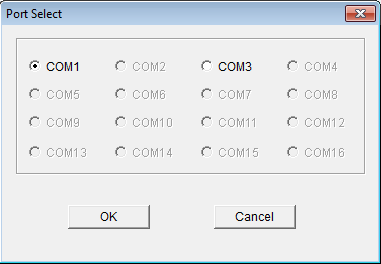 Port Select
COM1 COM2 COM3 COM4
COM5 COM6 COM7 COM8
COM9 COM10 COM11 COM12
COM13 COM14 COM15 COM16
OK Cancel